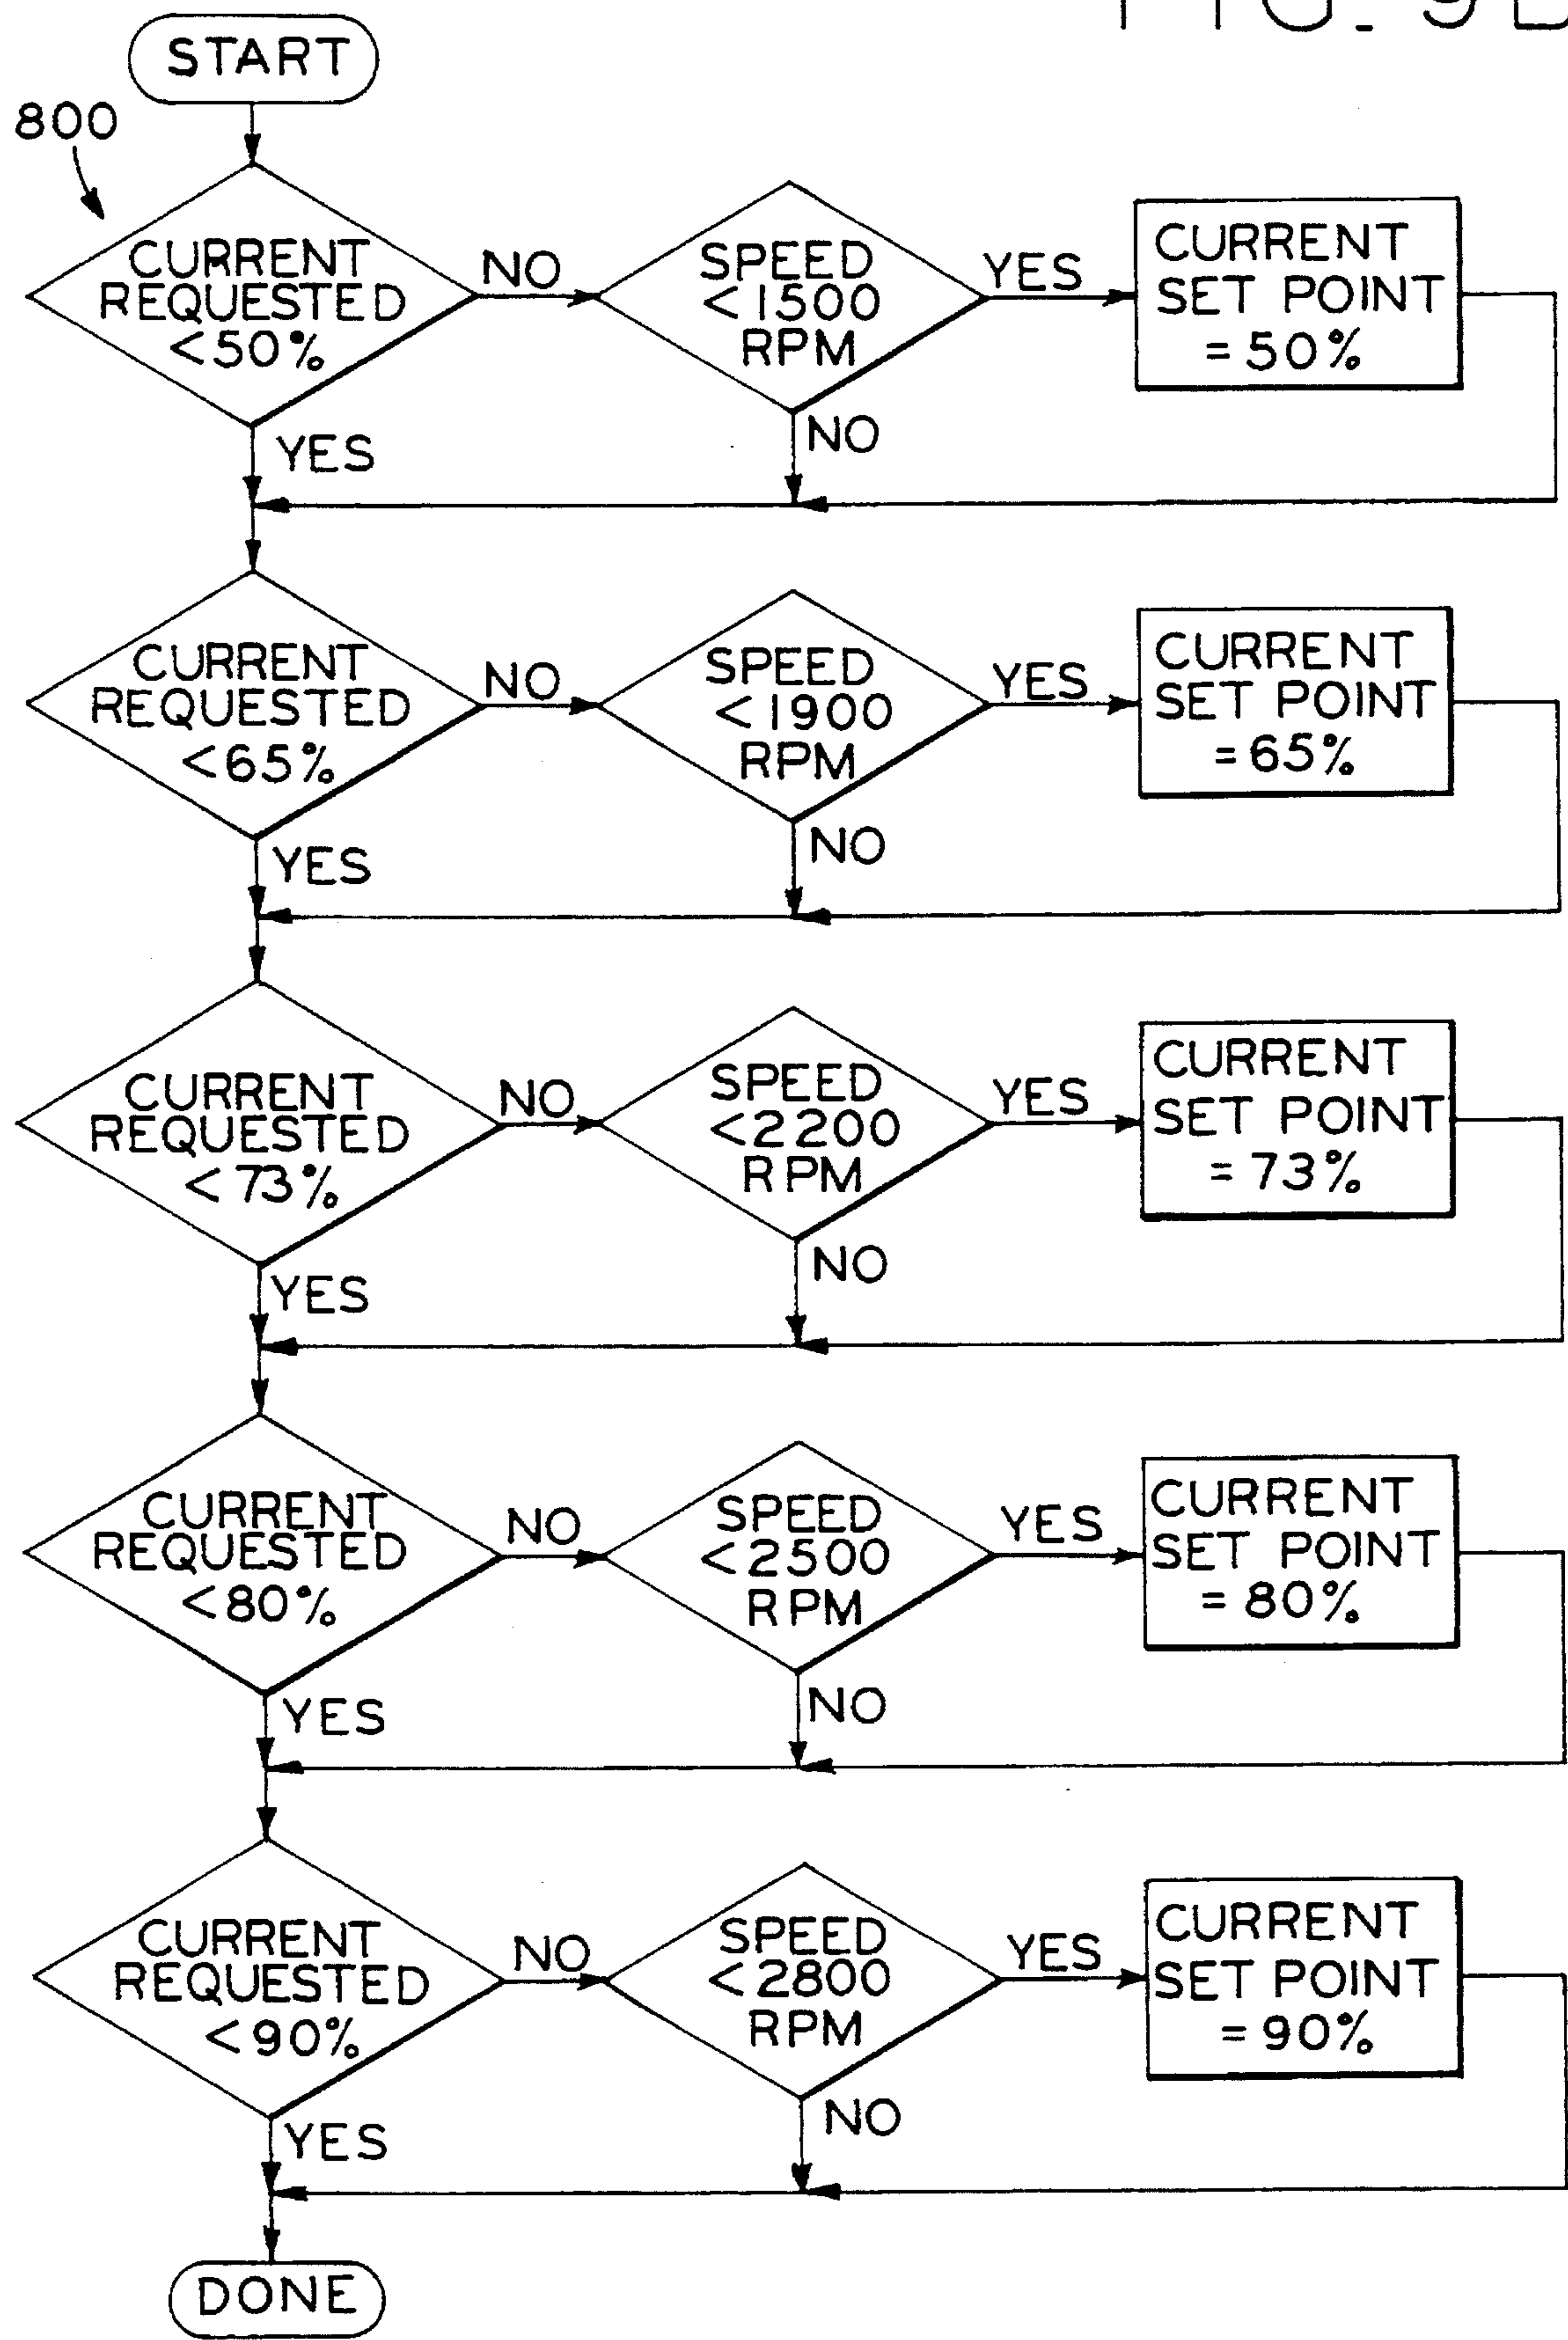 FIG. 9B
START
800
CURRENT
REQUESTED
<50%
NO
SPEED
<1500
RPM
YES
CURRENT
SET POINT
=50%
YES
NO
CURRENT
REQUESTED
<65%
NO
SPEED
<1900
RPM
YES
CURRENT
SET POINT
=65%
YES
NO
CURRENT
REQUESTED
<73%
NO
SPEED
<2200
RPM
YES
CURRENT
SET POINT
=73%
YES
NO
CURRENT
REQUESTED
<80%
NO
SPEED
<2500
RPM
YES
CURRENT
SET POINT
=80%
YES
NO
CURRENT
REQUESTED
<90%
NO
SPEED
<2800
RPM
YES
CURRENT
SET POINT
=90%
YES
NO
DONE